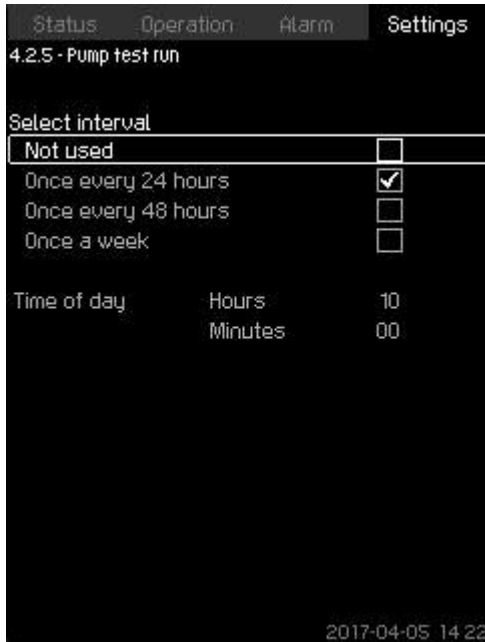 Status Operation Alarm Settings
4.2.5 - Pump test run
Select interval
Not used
Once every 24 hours
Once every 48 hours
Once a week
Time of day Hours 10
Minutes 00
2017-04-05 14:22